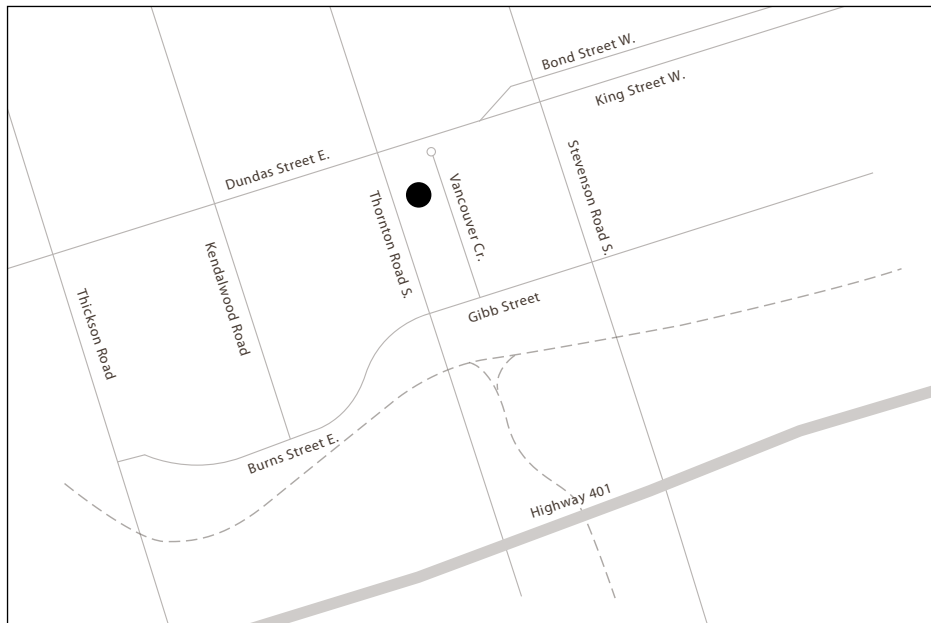 Bond Street W.
King Street W.
Dundas Street E.
Stevenson Road S.
Vancouver Cr.
Thornton Road S.
Kendalwood Road
Thickson Road
Gibb Street
Burns Street E.
Highway 401